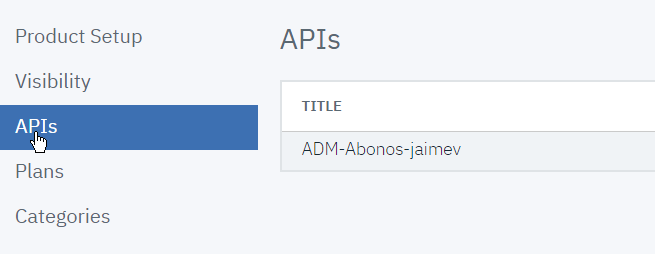 Product Setup
Visibility
APIs
Plans
Categories
APIs
TITLE
ADM-Abonos-jaimev